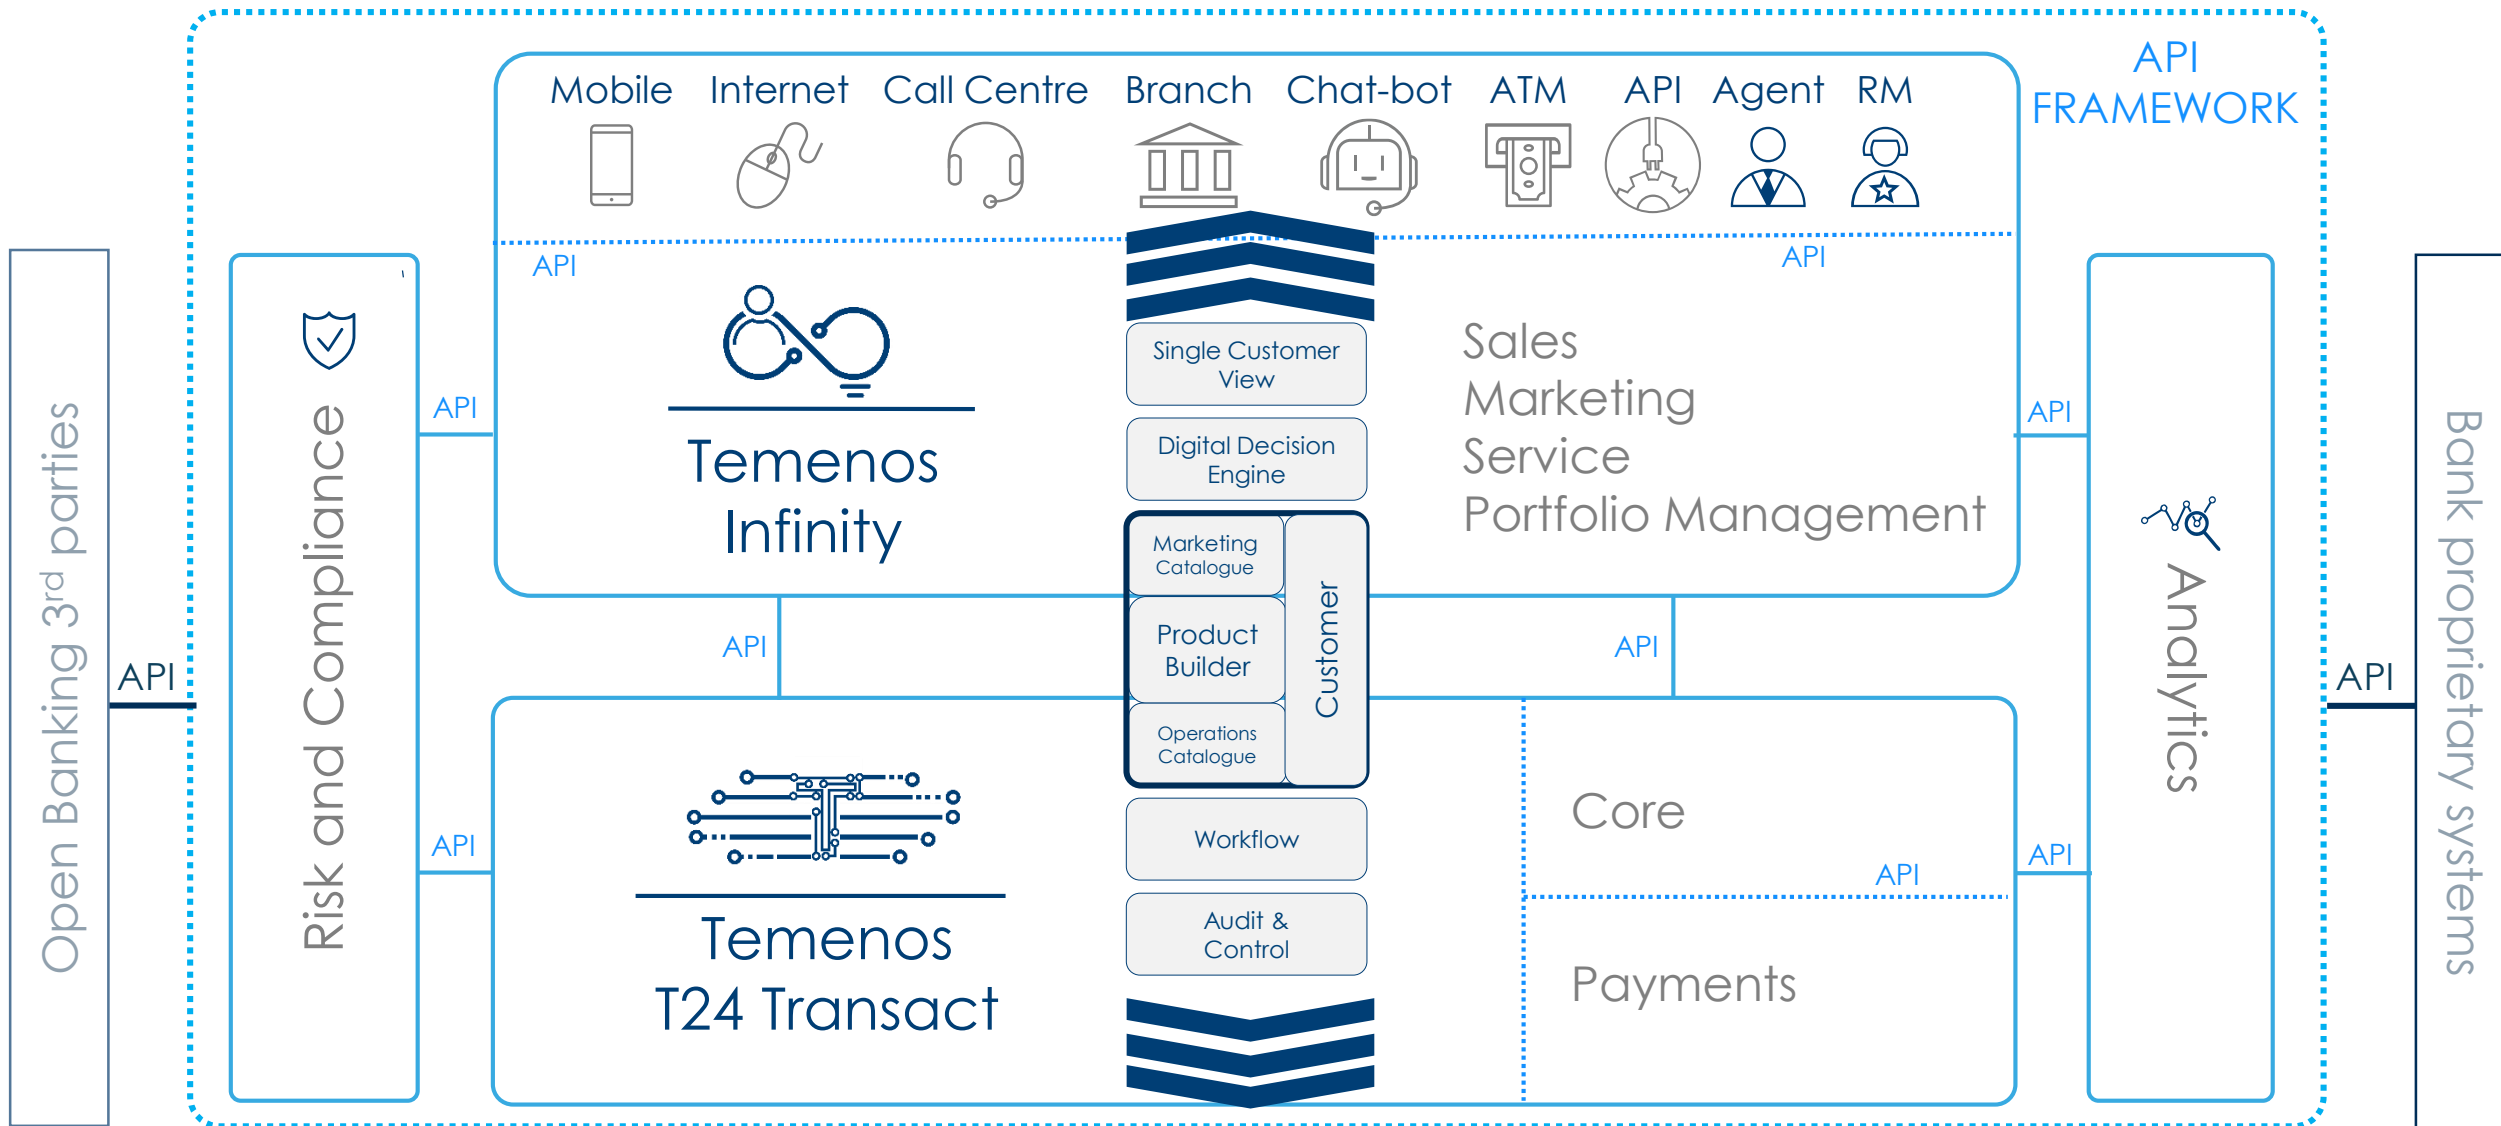 API
FRAMEWORK
Mobile
Internet
Call Centre
Branch
Chat-bot
ATM
API
Agent
RM
API
API
Open Banking 3rd parties
API
Risk and Compliance
API
API
Temenos
Infinity
Single Customer
View
Digital Decision
Engine
Marketing
Catalogue
Product
Builder
Operations
Catalogue
Customer
Workflow
Audit &
Control
Sales
Marketing
Service
Portfolio Management
API
API
Temenos
T24 Transact
Core
API
Payments
API
API
Analytics
API
Bank proprietary systems